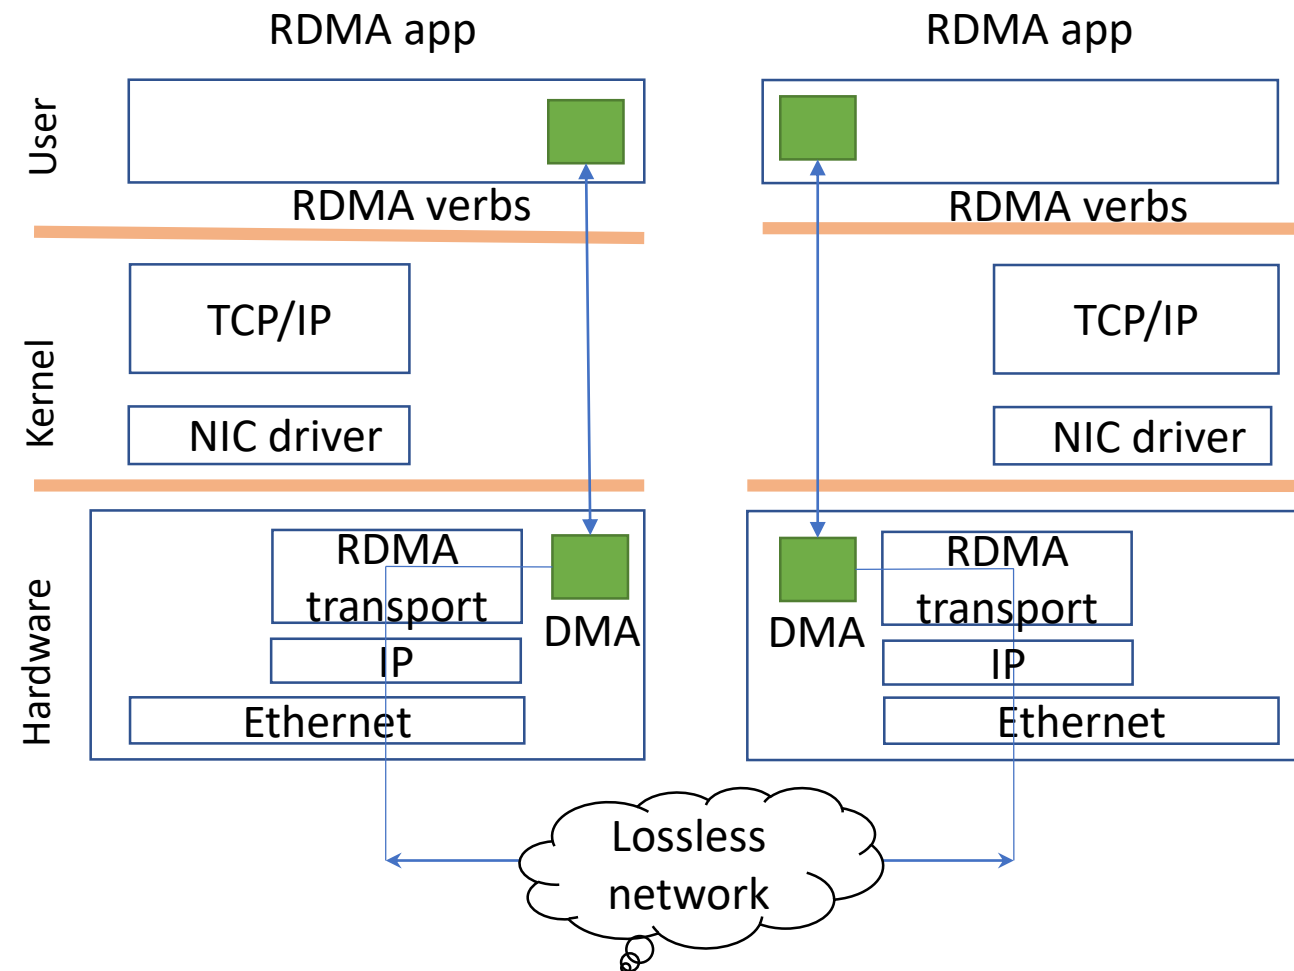 RDMA app
RDMA app
User
RDMA verbs
RDMA verbs
Kernel
TCP/IP
TCP/IP
NIC driver
NIC driver
Hardware
RDMA
transport
DMA
IP
Ethernet
RDMA
transport
DMA
IP
Ethernet
Lossless
network